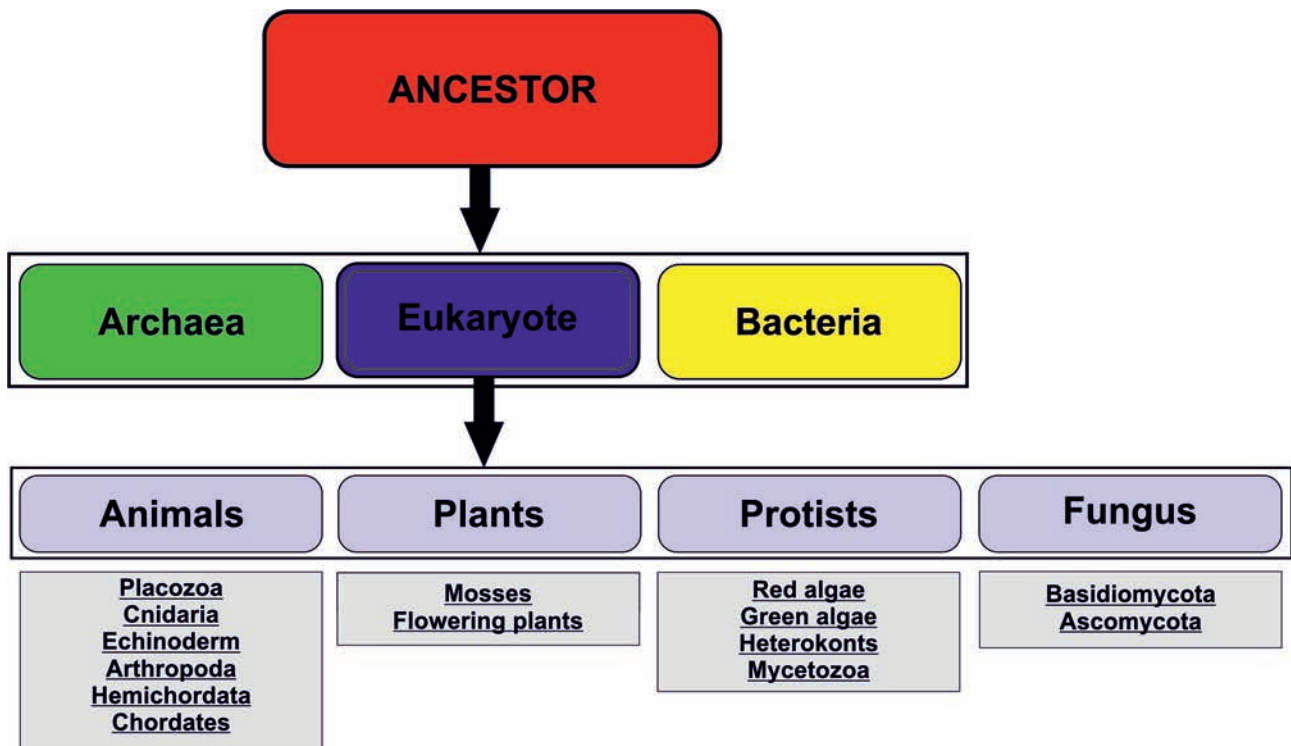 ANCESTOR
Archaea
Eukaryote
Bacteria
Animals
Plants
Protists
Fungus
Placozoa
Cnidaria
Echinoderm
Arthropoda
Hemichordata
Chordates
Mosses
Flowering plants
Red algae
Green algae
Heterokonts
Mycetozoa
Basidiomycota
Ascomycota